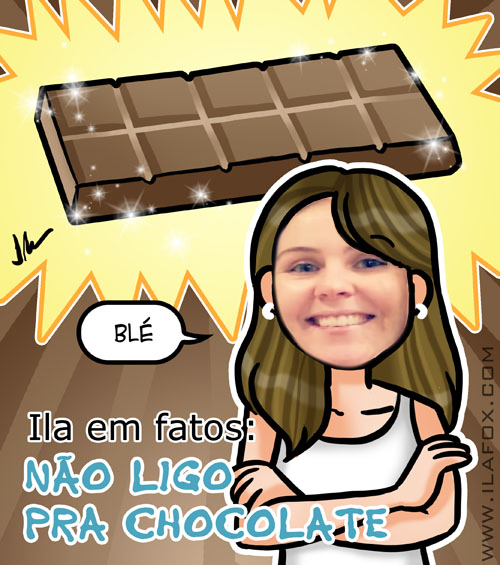 BLÉ
Ila em fatos:
NÃO LIGO
PRA CHOCOLATE
WWW.ILAFOX.COM